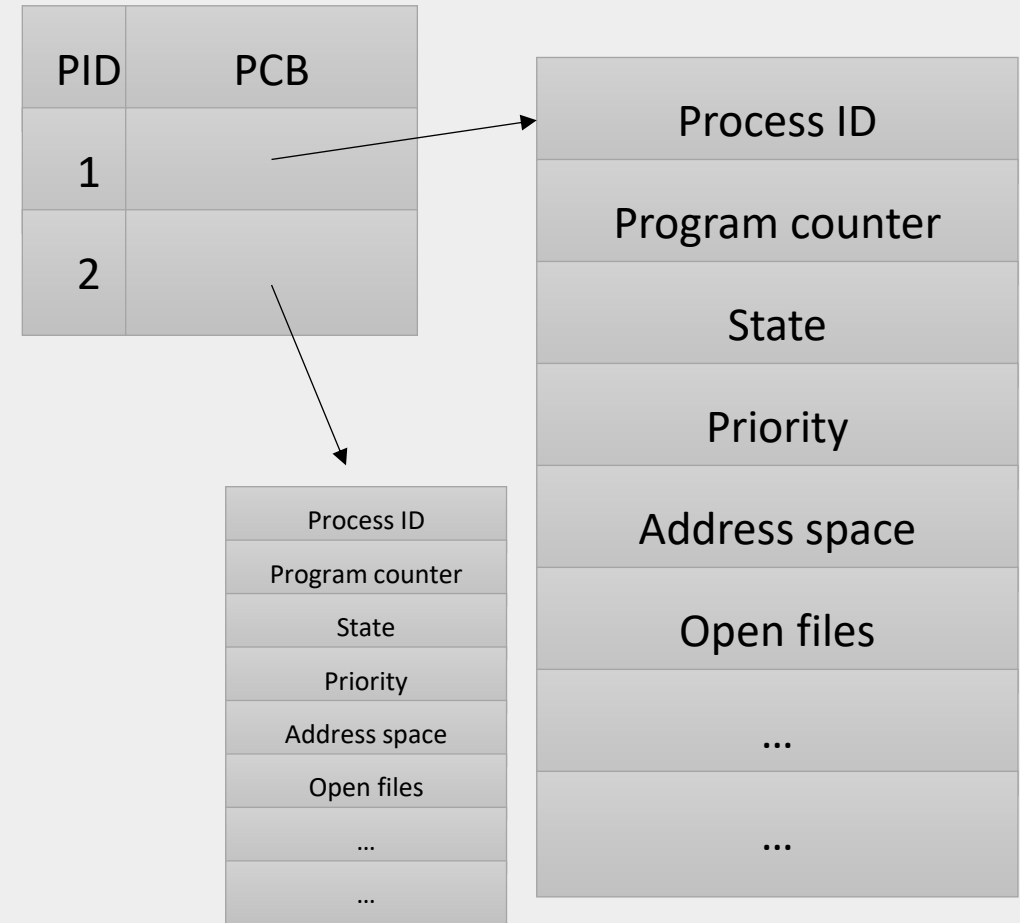 PID PCB
1
2
Process ID
Program counter
State
Priority
Address space
Open files
...
...
Process ID
Program counter
State
Priority
Address space
Open files
...
...